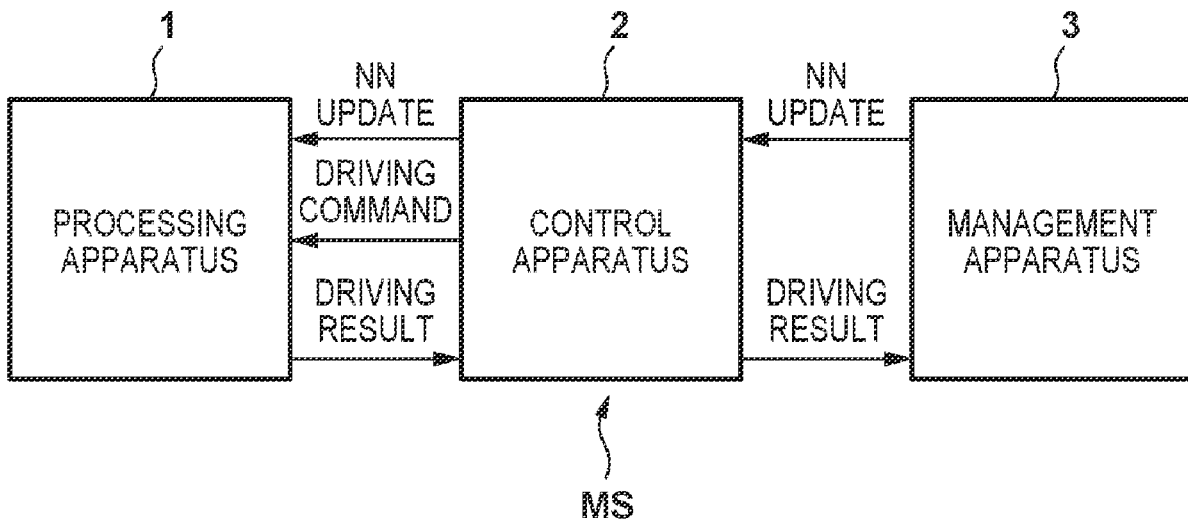 1
2
3
NN
UPDATE
NN
UPDATE
DRIVING
COMMAND
PROCESSING
APPARATUS
CONTROL
APPARATUS
MANAGEMENT
APPARATUS
DRIVING
RESULT
DRIVING
RESULT
MS